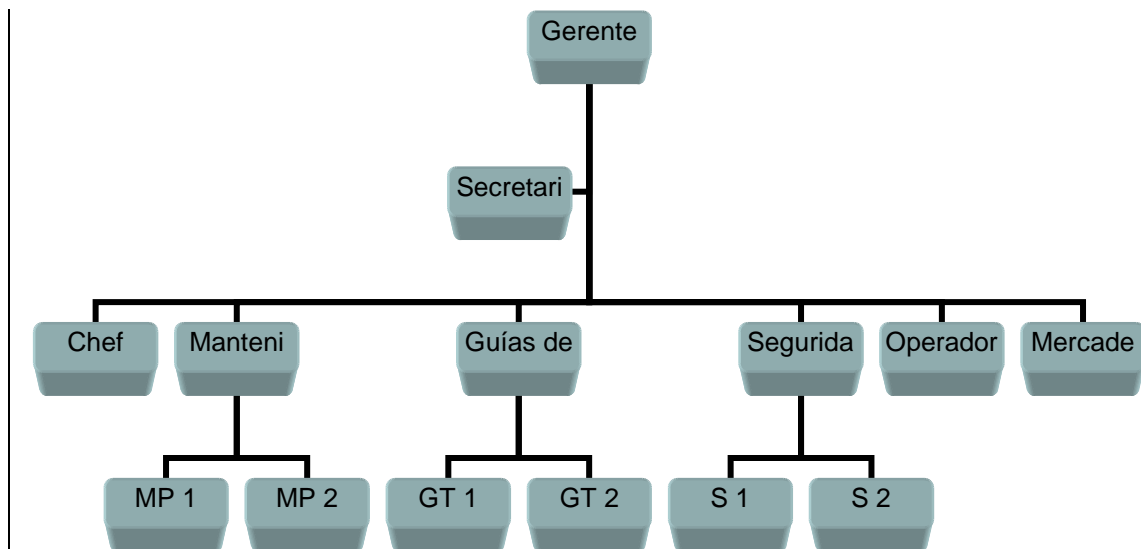 Gerente
Secretari
Chef
Manteni
Guías de
Segurida
Operador
Mercade
MP 1
MP 2
GT 1
GT 2
S 1
S 2